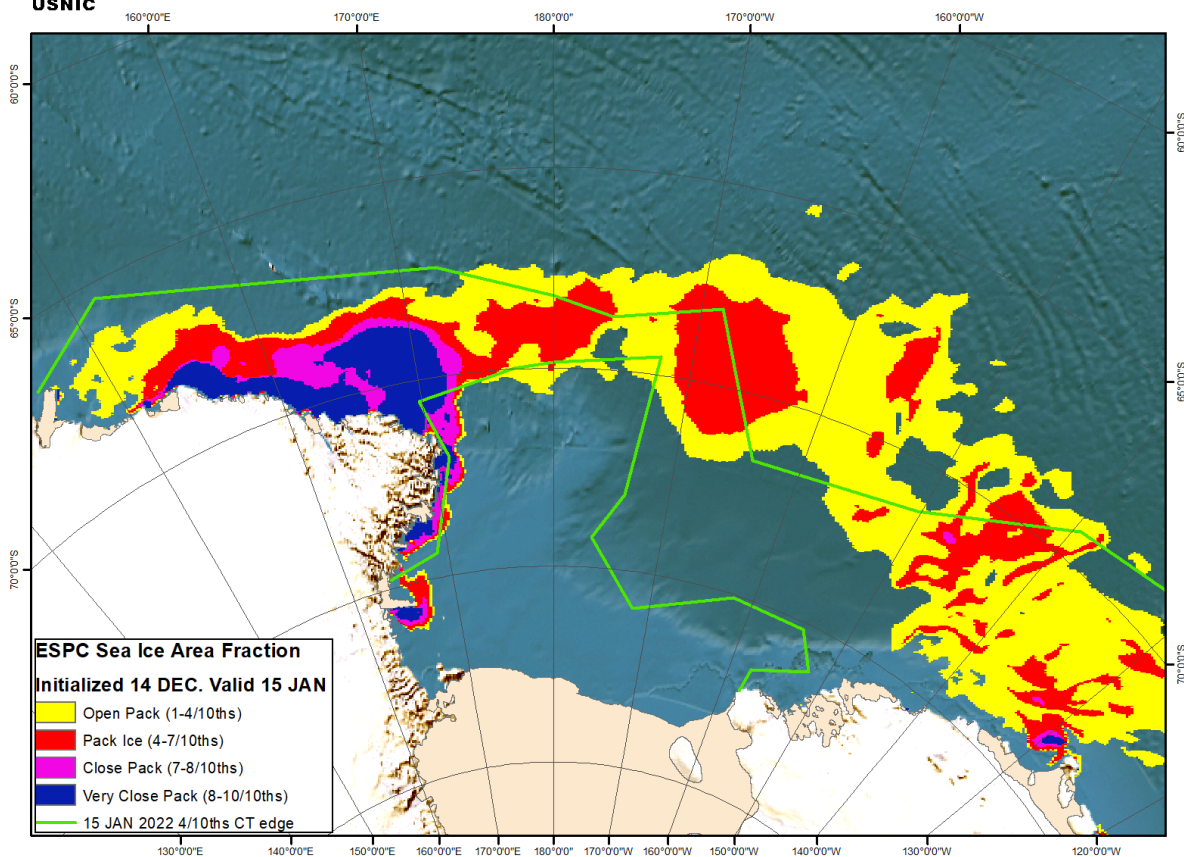 USNIC
160°0'0"E 170°0'0"E 180°0'0" 170°0'0"W 160°0'0"W
60°0'0"S
60°0'0"S
65°0'0"S
65°0'0"S
70°0'0"S
70°0'0"S
ESPC Sea Ice Area Fraction
Initialized 14 DEC. Valid 15 JAN
Open Pack (1-4/10ths)
Pack Ice (4-7/10ths)
Close Pack (7-8/10ths)
Very Close Pack (8-10/10ths)
15 JAN 2022 4/10ths CT edge
130°0'0"E 140°0'0"E 150°0'0"E 160°0'0"E 170°0'0"E 180°0'0" 170°0'0"W 160°0'0"W 150°0'0"W 140°0'0"W 130°0'0"W 120°0'0"W